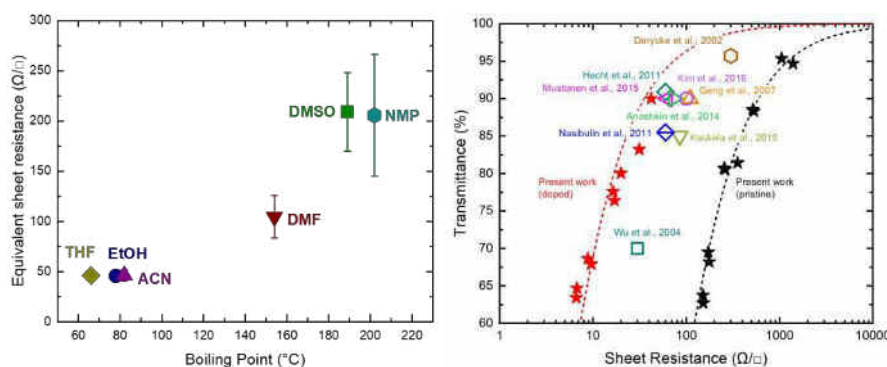 Equivalent sheet resistance (Ω/□)
300
250
200
150
100
50
0
DMSO
NMP
DMF
THF
EtOH
ACN
60 80 100 120 140 160 180 200 220
Boiling Point (°C)
Transmittance (%)
100
95
90
85
80
75
70
65
60
Derycke et al., 2002
Hecht et al., 2011
Kim et al., 2016
Mustonen et al., 2015
Geng et al., 2007
Anoshkin et al., 2014
Nasibulin et al., 2011
Kaskela et al., 2010
Present work
(doped)
Present work
(pristine)
Wu et al., 2004
1 10 100 1000 10000
Sheet Resistance (Ω/□)